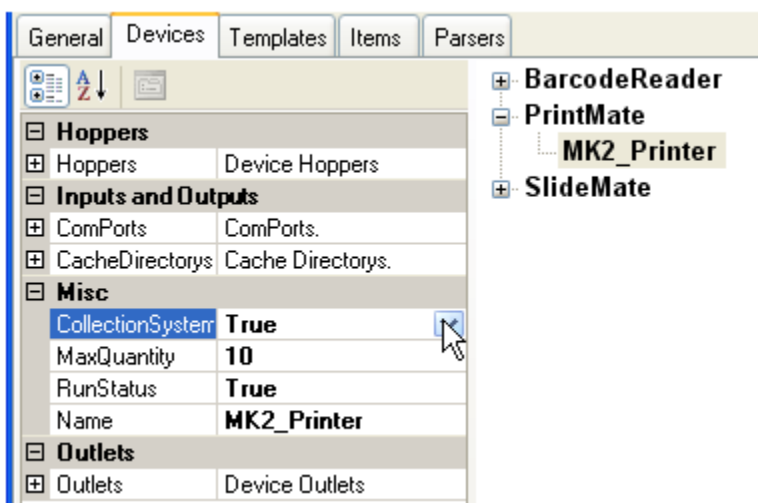 General Devices Templates Items Parsers
Hoppers
Hoppers Device Hoppers
Inputs and Outputs
ComPorts ComPorts.
CacheDirectorys Cache Directorys.
Misc
CollectionSystem True
MaxQuantity 10
RunStatus True
Name MK2_Printer
Outlets
Outlets Device Outlets
BarcodeReader
PrintMate
MK2_Printer
SlideMate